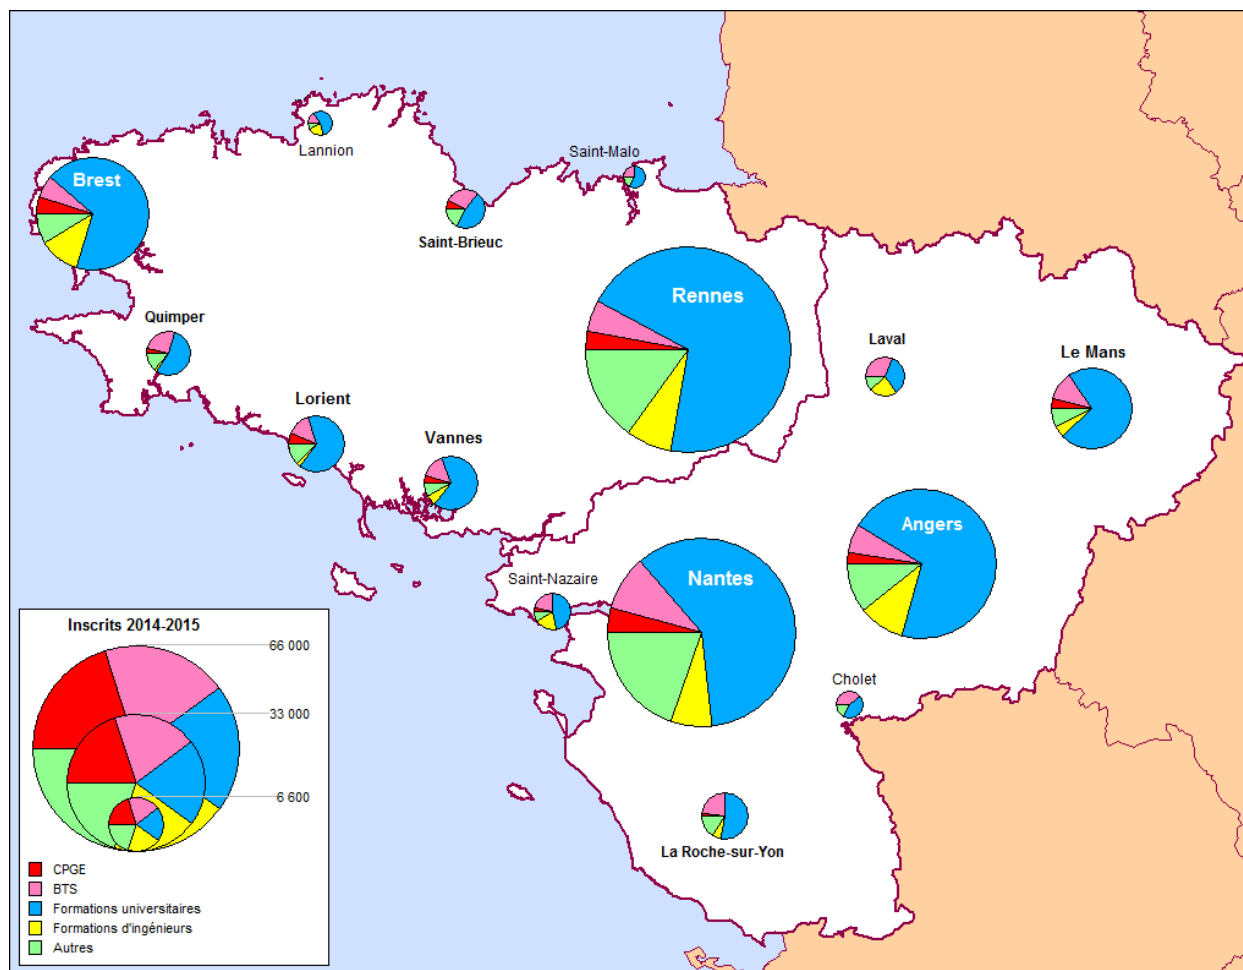 Lannion
Saint-Malo
Brest
Saint-Brieuc
Rennes
Quimper
Laval
Le Mans
Lorient
Vannes
Angers
Saint-Nazaire
Nantes
Cholet
La Roche-sur-Yon
Inscrits 2014-2015
66 000
33 000
6 600
CPGE
BTS
Formations universitaires
Formations d'ingénieurs
Autres